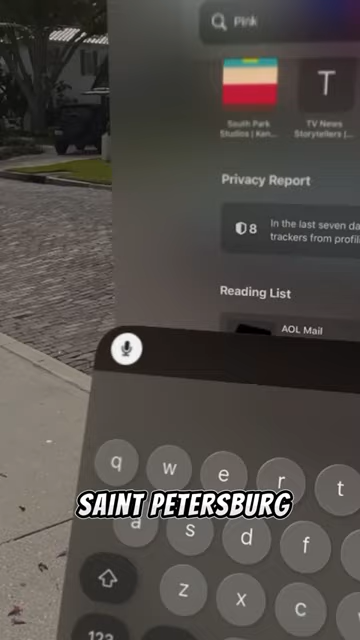 Pink
South Park
Studios | Ken...
T
TV News
Storytellers |...
Privacy Report
8
In the last seven da
trackers from profil
Reading List
AOL Mail
q w e r t
SAINT PETERSBURG
a s d f
z x c
123